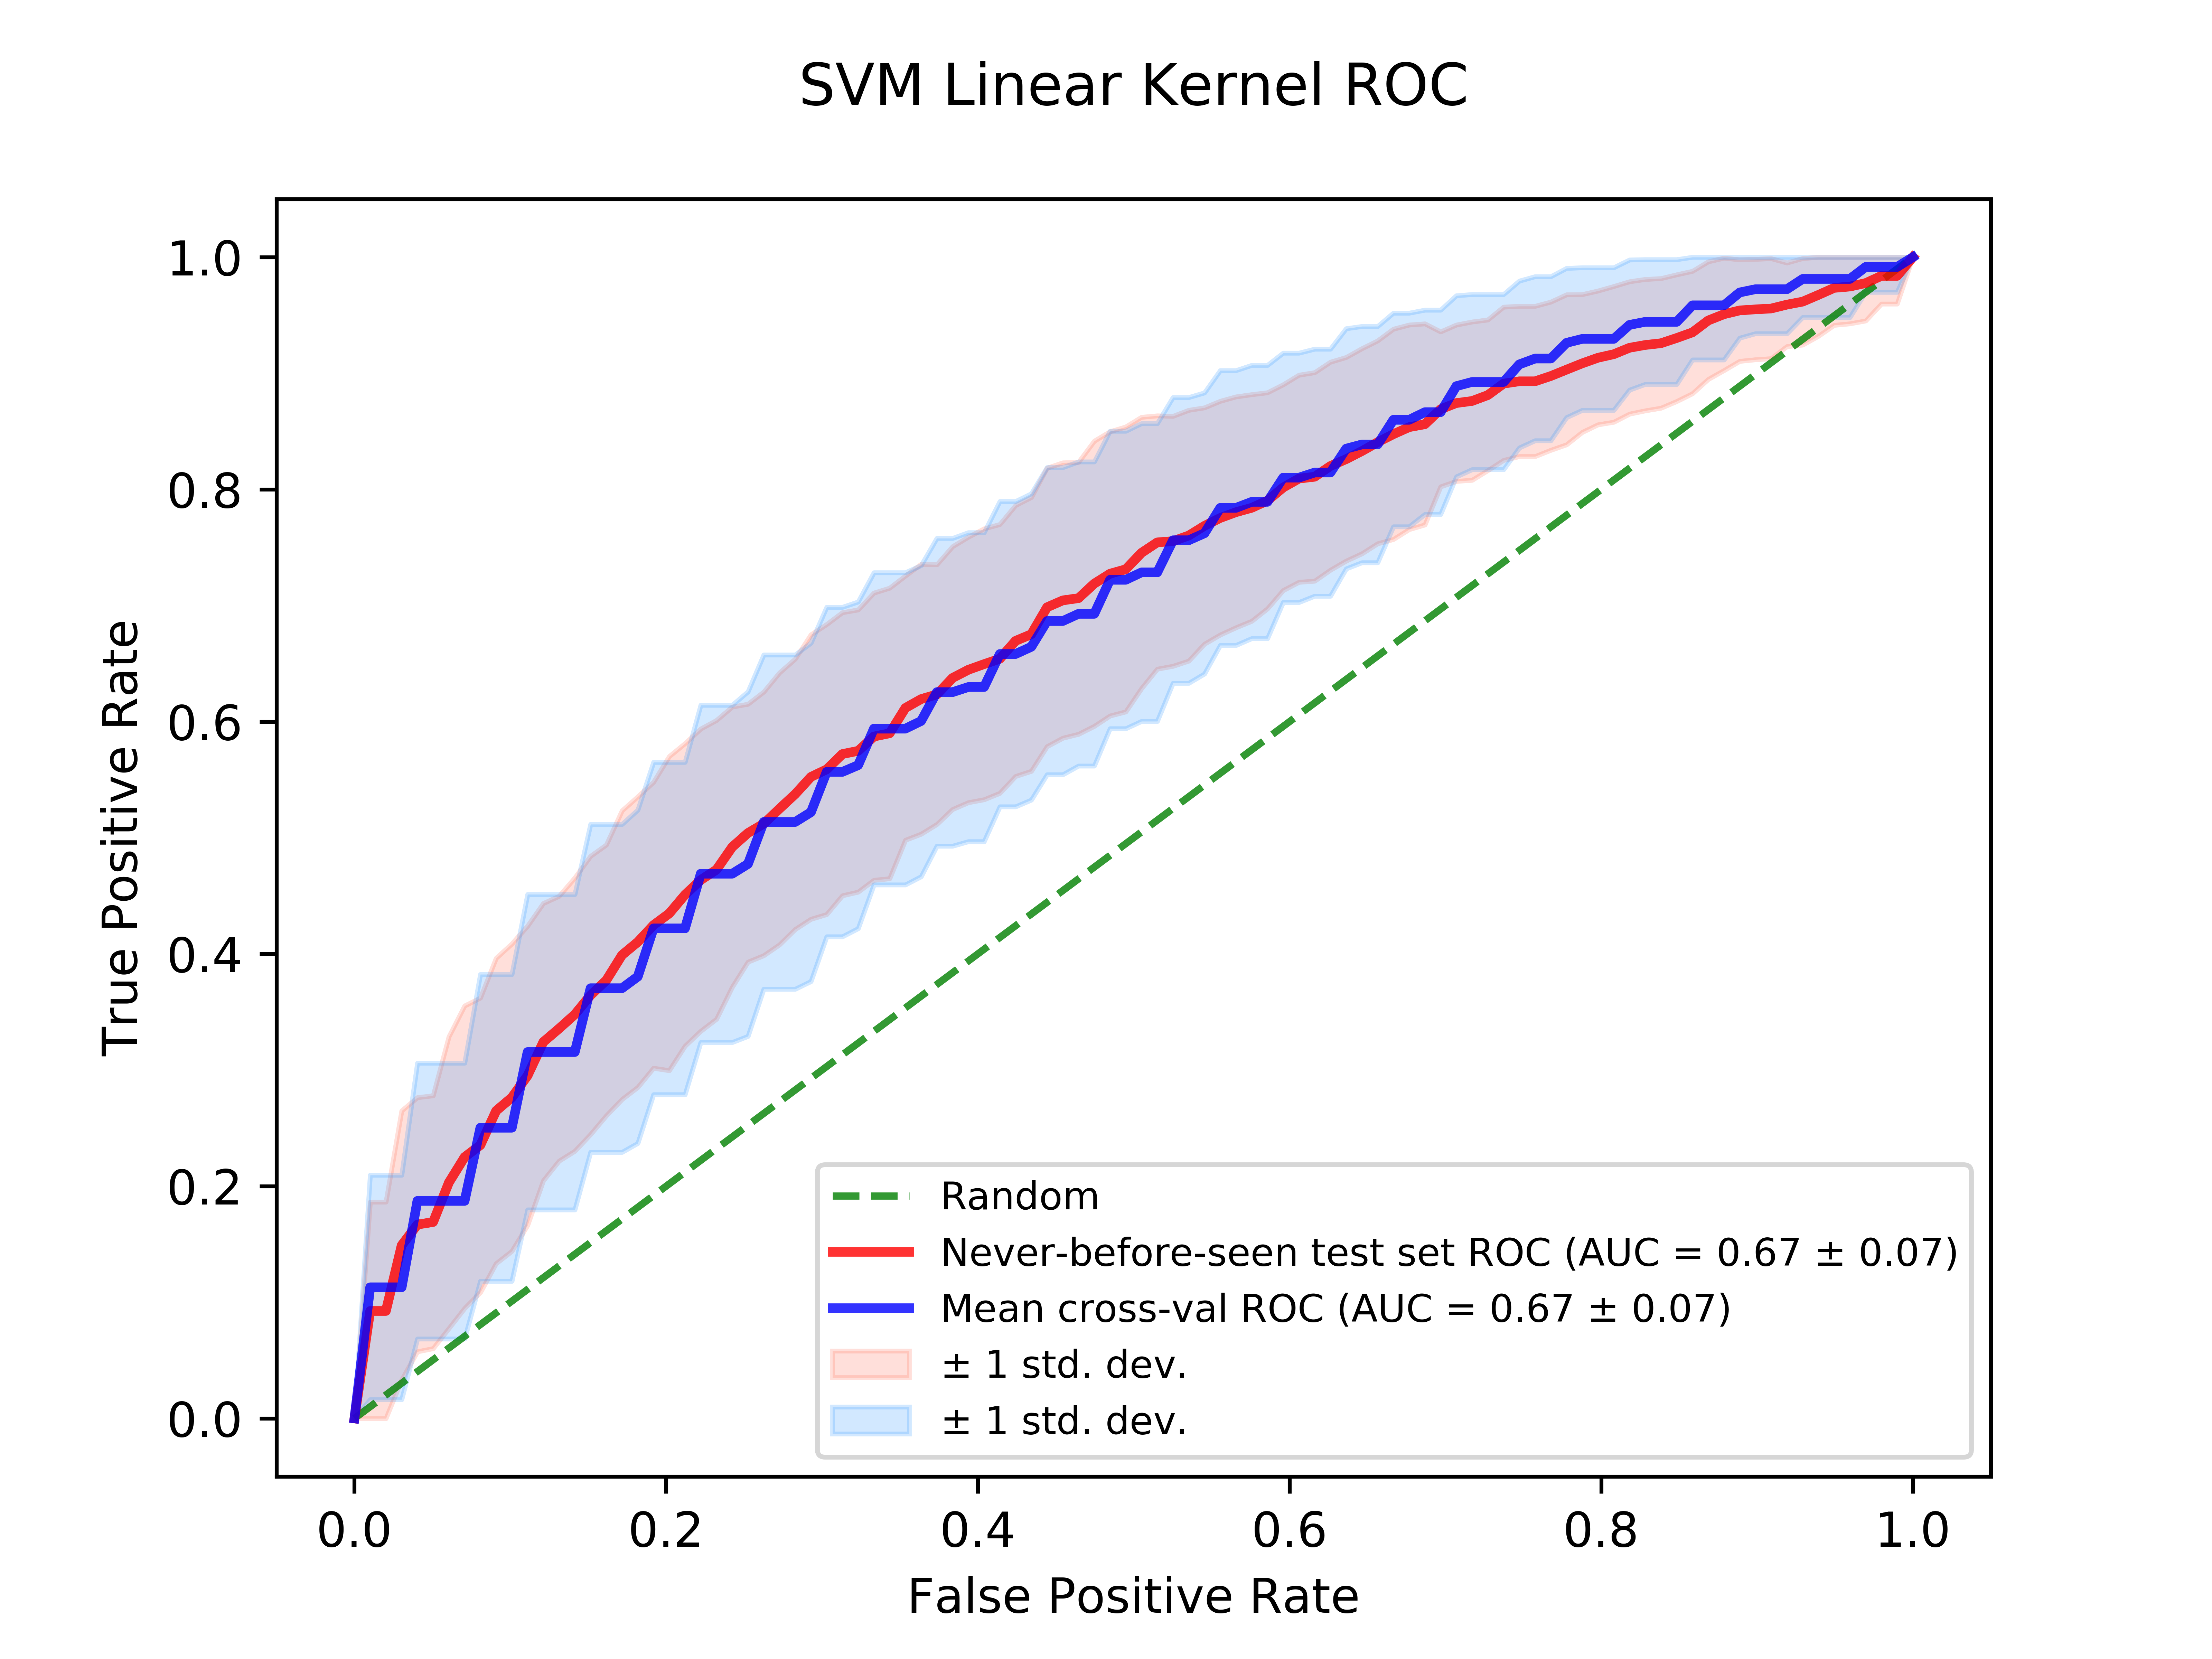 SVM Linear Kernel ROC
1.0
0.8
0.6
0.4
0.2
0.0
True Positive Rate
0.0 0.2 0.4 0.6 0.8 1.0
False Positive Rate
Random
Never-before-seen test set ROC (AUC = 0.67 ± 0.07)
Mean cross-val ROC (AUC = 0.67 ± 0.07)
± 1 std. dev.
± 1 std. dev.